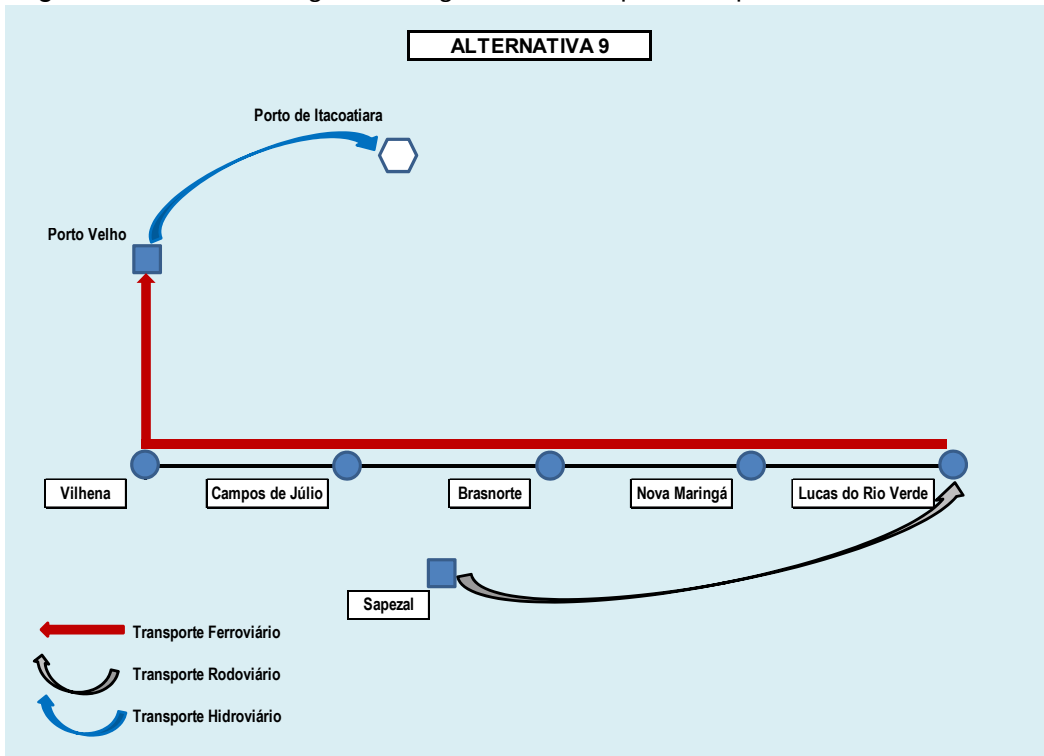 ALTERNATIVA 9
Porto de Itacoatiara
Porto Velho
Vilhena
Campos de Júlio
Brasnorte
Nova Maringá
Lucas do Rio Verde
Sapezal
Transporte Ferroviário
Transporte Rodoviário
Transporte Hidroviário